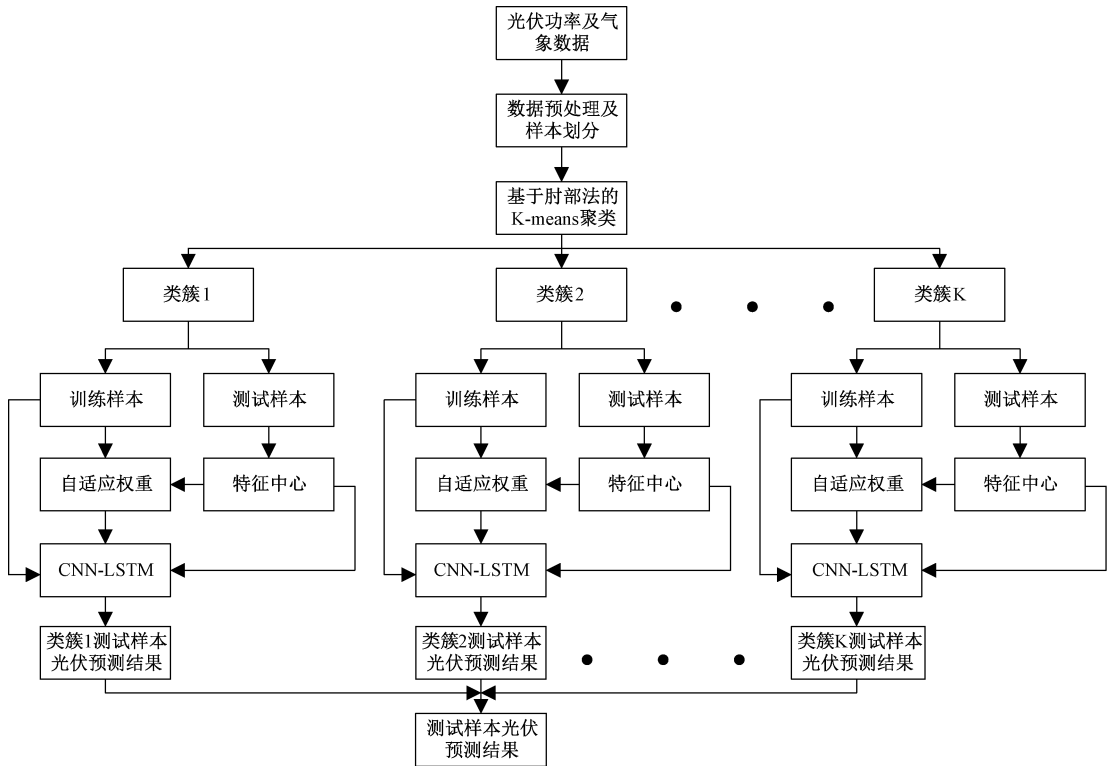 光伏功率及气
象数据
数据预处理及
样本划分
基于肘部法的
K-means聚类
类簇1
类簇2
类簇K
训练样本
测试样本
训练样本
测试样本
训练样本
测试样本
自适应权重
特征中心
自适应权重
特征中心
自适应权重
特征中心
CNN-LSTM
CNN-LSTM
CNN-LSTM
类簇1测试样本
光伏预测结果
类簇2测试样本
光伏预测结果
类簇K测试样本
光伏预测结果
测试样本光伏
预测结果